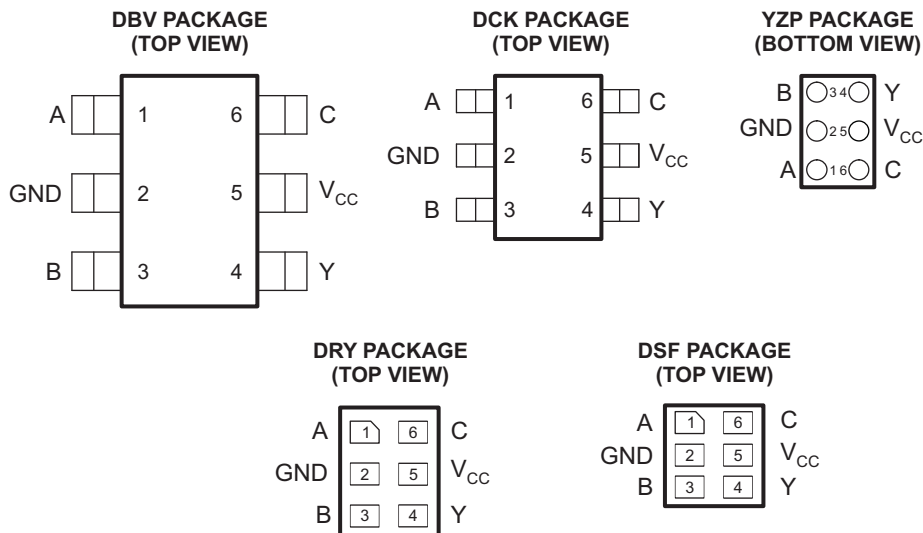 DBV PACKAGE
(TOP VIEW)
A 1 6 C
GND 2 5 VCC
B 3 4 Y
DCK PACKAGE
(TOP VIEW)
A 1 6 C
GND 2 5 VCC
B 3 4 Y
YZP PACKAGE
(BOTTOM VIEW)
B 3 4 Y
GND 2 5 VCC
A 1 6 C
DRY PACKAGE
(TOP VIEW)
A 1 6 C
GND 2 5 VCC
B 3 4 Y
DSF PACKAGE
(TOP VIEW)
A 1 6 C
GND 2 5 VCC
B 3 4 Y